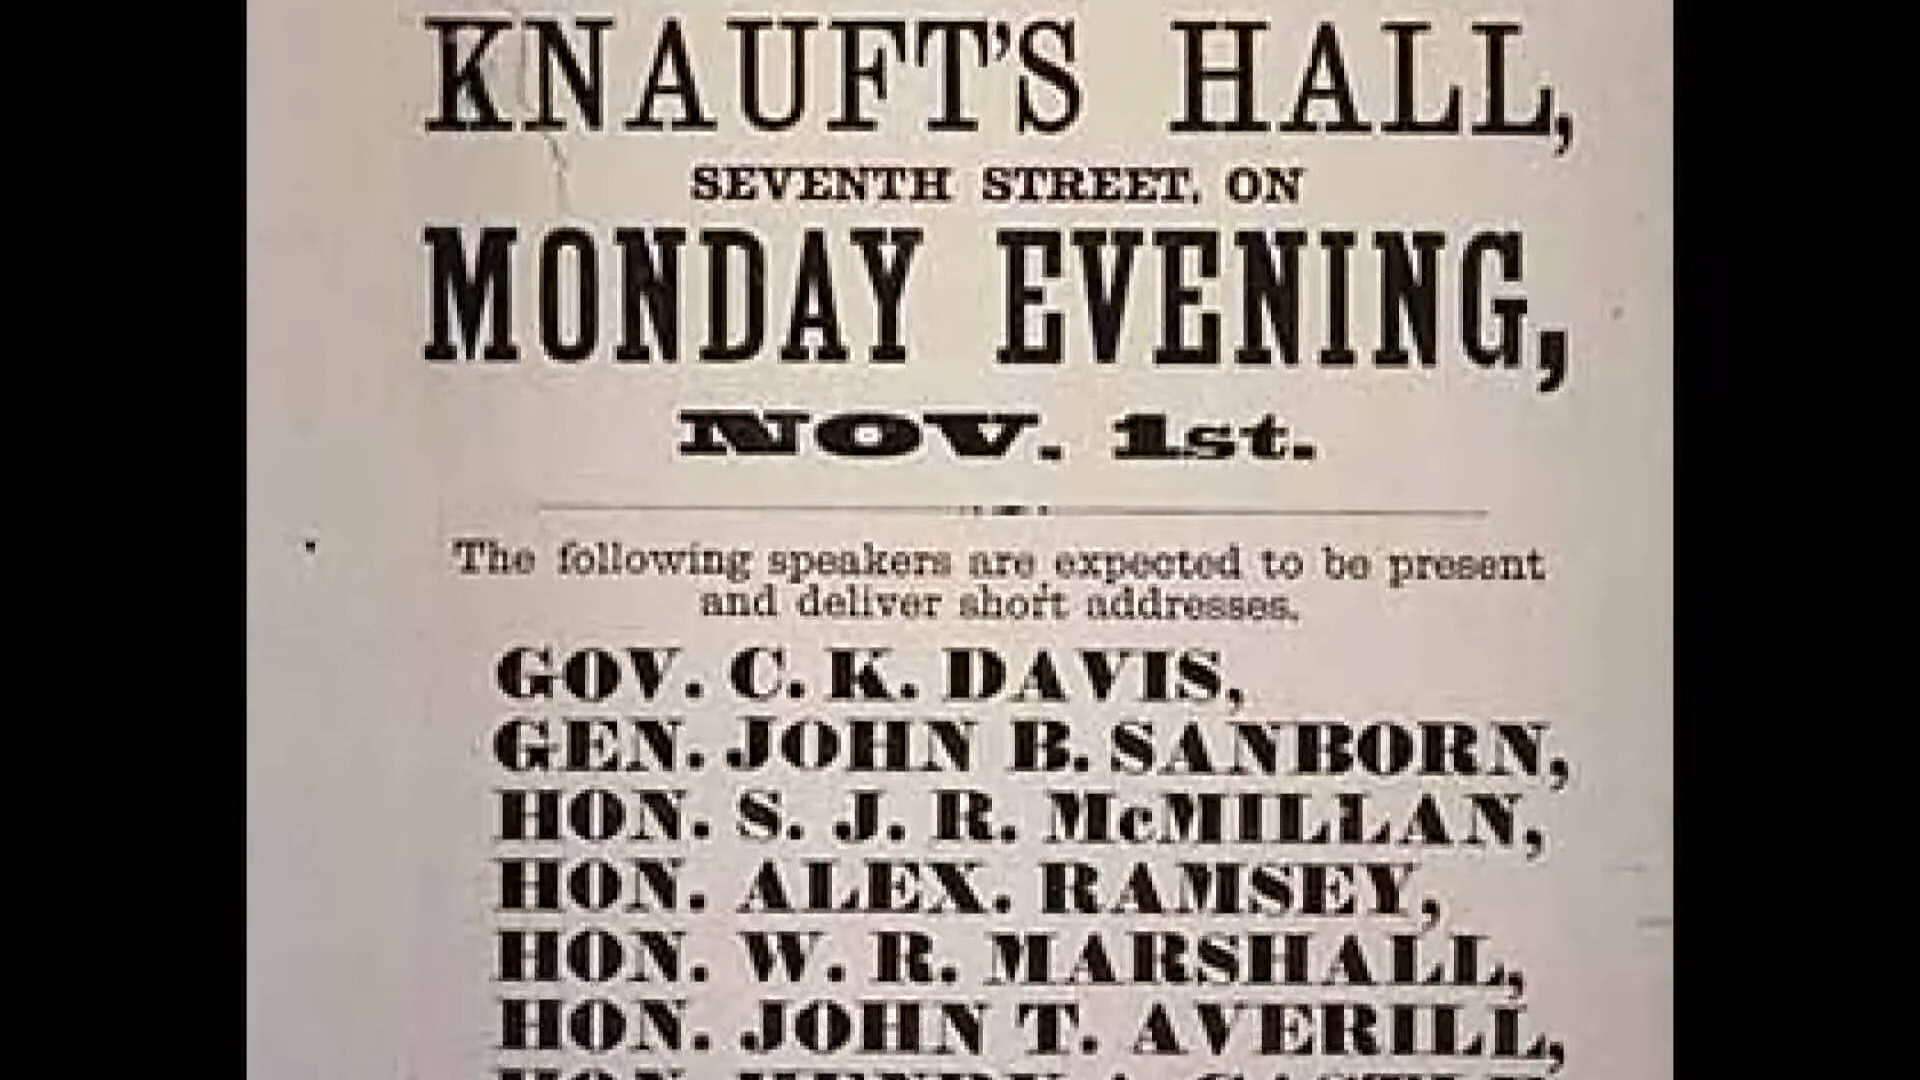 KNAUFT'S HALL,
SEVENTH STREET, ON
MONDAY EVENING,
NOV. 1st.
The following speakers are expected to be present
and deliver short addresses.
GOV. C. K. DAVIS,
GEN. JOHN B. SANBORN,
HON. S. J. R. McMILLAN,
HON. ALEX. RAMSEY,
HON. W. R. MARSHALL,
HON. JOHN T. AVERILL,